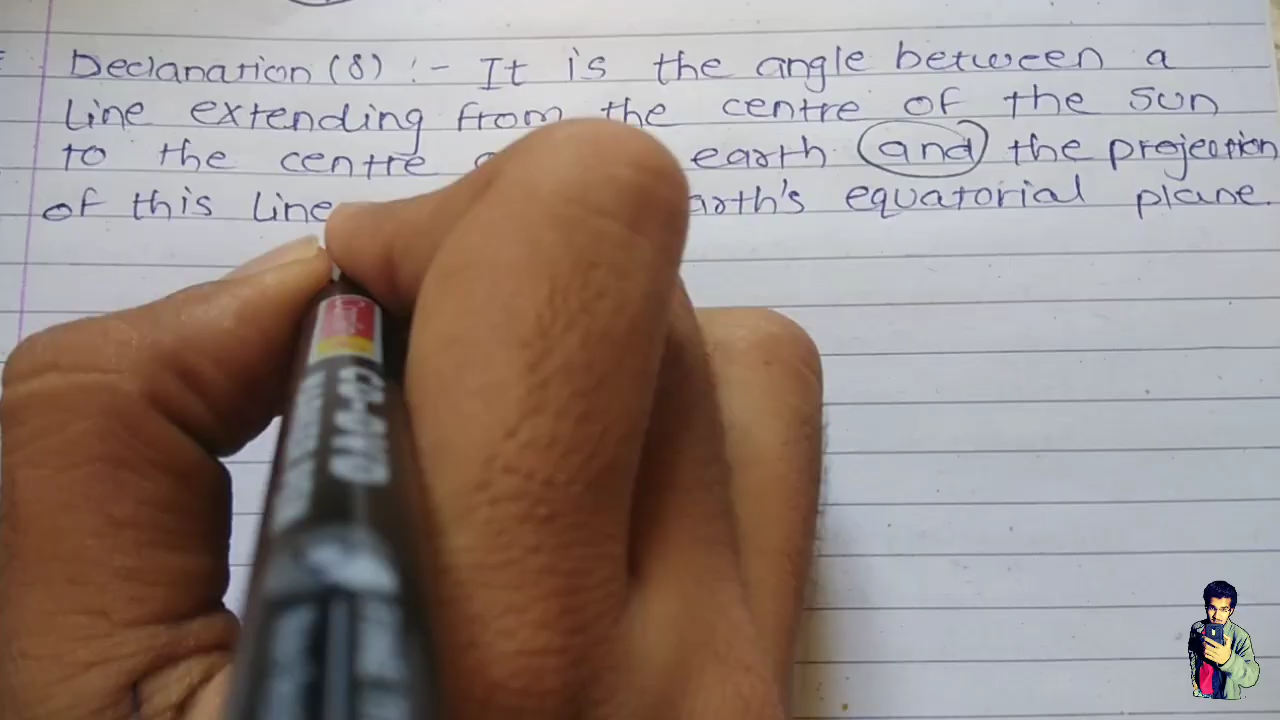 Declanation (δ) :- It is the angle between a
Line extending from the centre of the sun
to the centre earth and the projection
of this Line arth's equatorial plane.